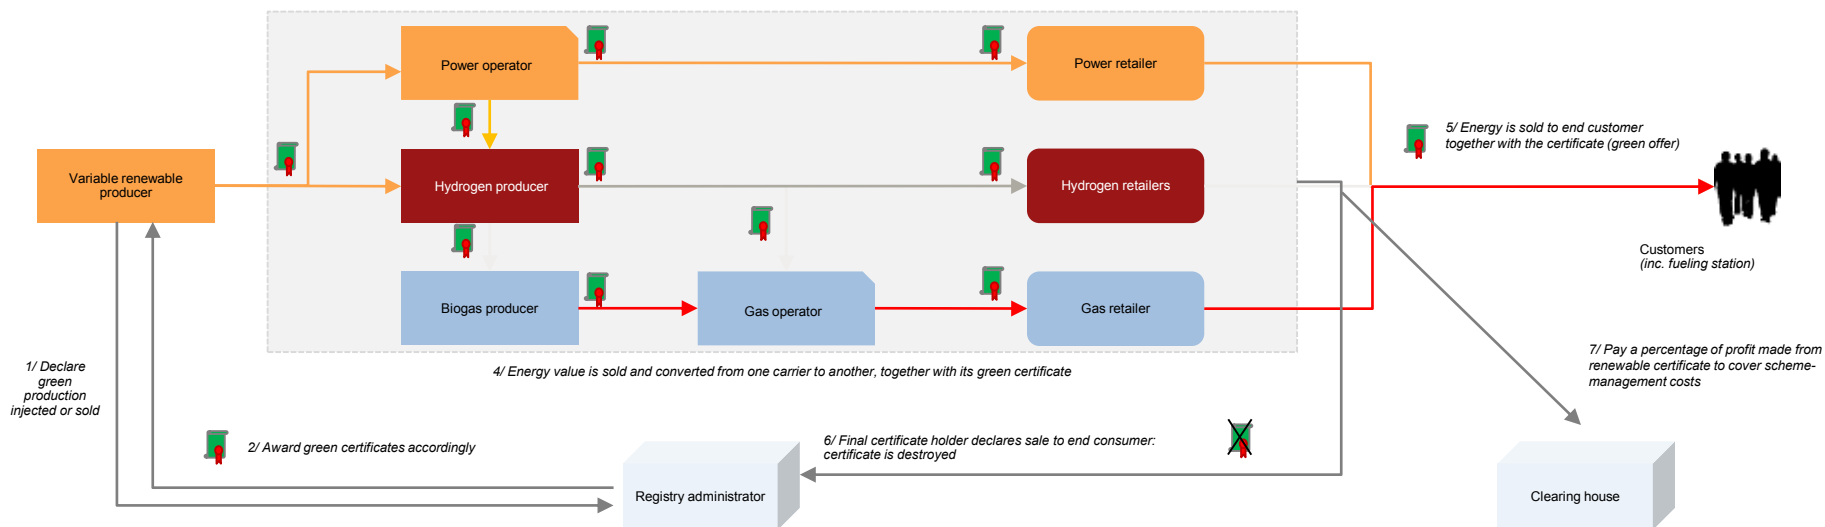 Power operator
Power retailer
5/ Energy is sold to end customer
together with the certificate (green offer)
Variable renewable
producer
Hydrogen producer
Hydrogen retailers
Customers
(inc. fueling station)
Biogas producer
Gas operator
Gas retailer
1/ Declare
green
production
injected or sold
4/ Energy value is sold and converted from one carrier to another, together with its green certificate
7/ Pay a percentage of profit made from
renewable certificate to cover scheme-
management costs
2/ Award green certificates accordingly
6/ Final certificate holder declares sale to end consumer:
certificate is destroyed
Registry administrator
Clearing house